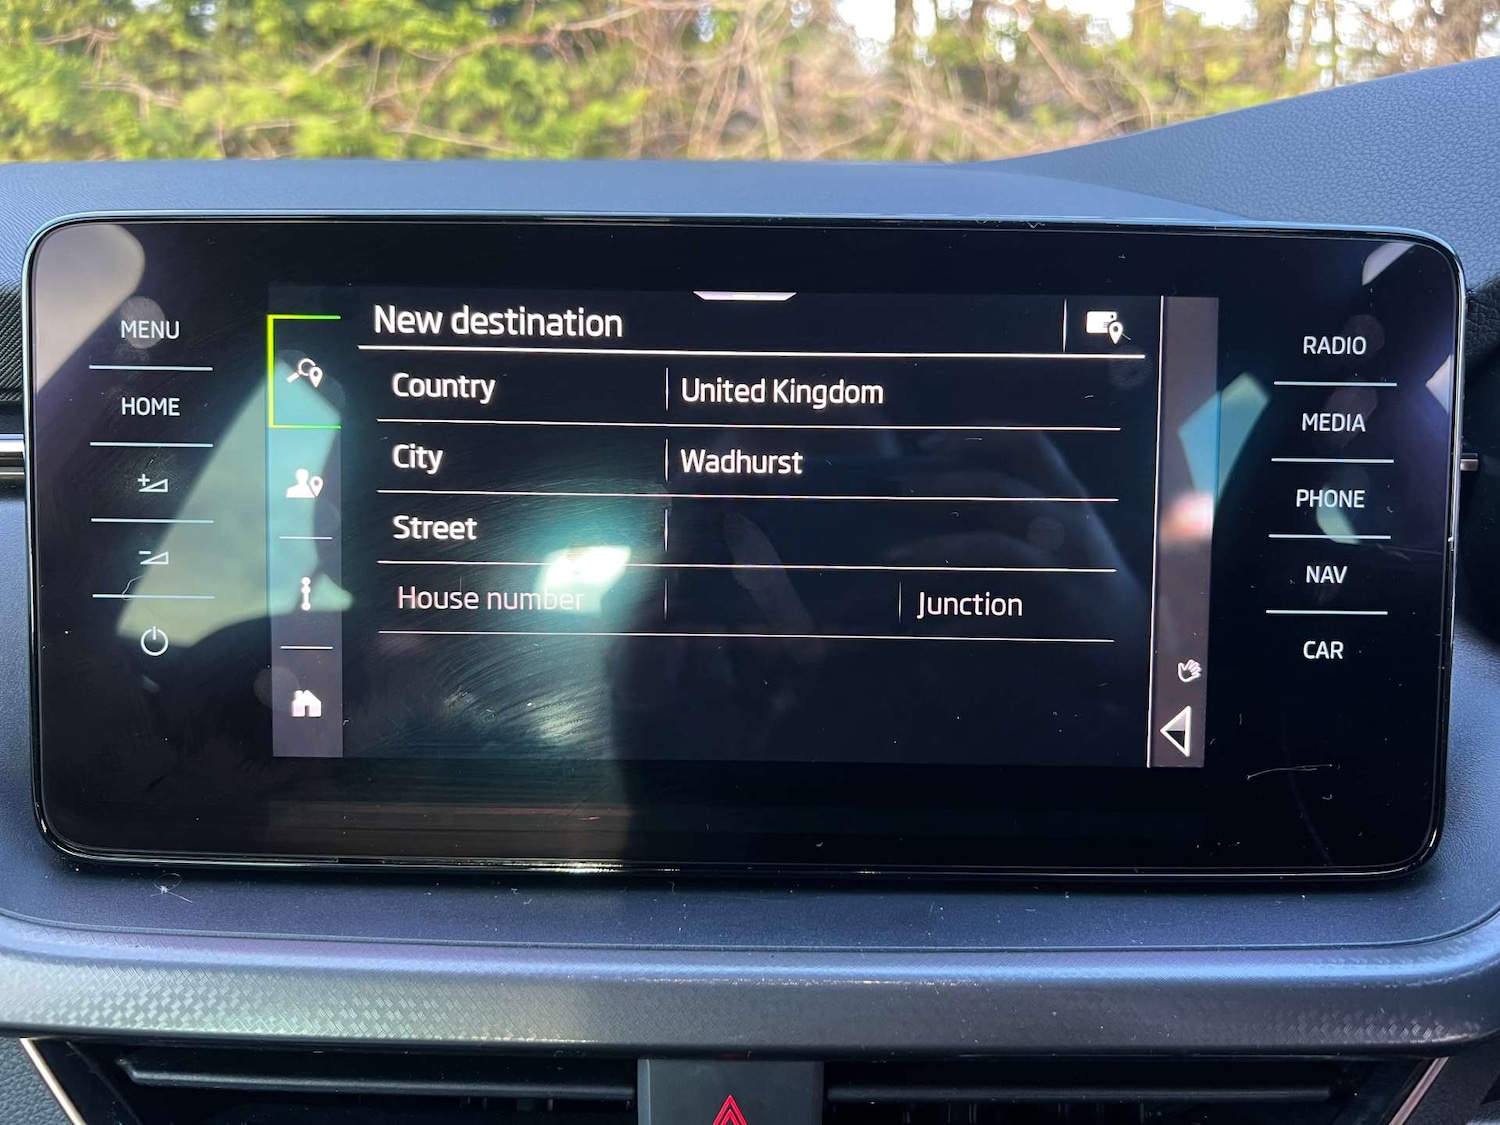 MENU
HOME
New destination
Country United Kingdom
City Wadhurst
Street
House number Junction
RADIO
MEDIA
PHONE
NAV
CAR